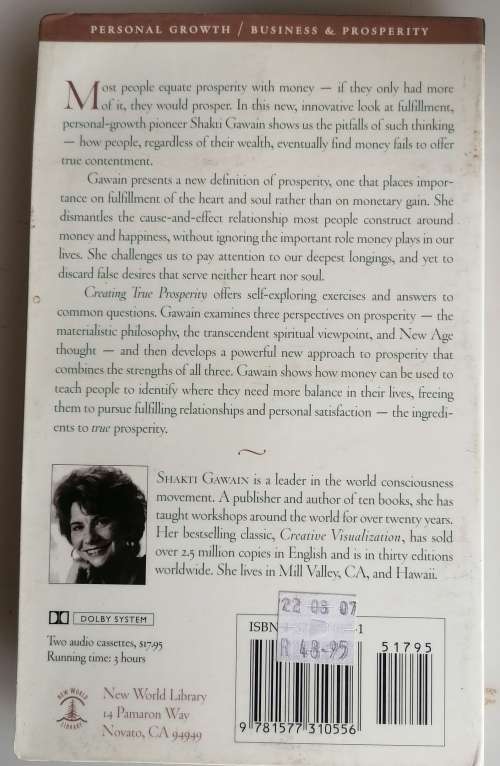 PERSONAL GROWTH / BUSINESS & PROSPERITY
Most people equate prosperity with money — if they only had more
of it, they would prosper. In this new, innovative look at fulfillment,
personal-growth pioneer Shakti Gawain shows us the pitfalls of such thinking
— how people, regardless of their wealth, eventually find money fails to offer
true contentment.
Gawain presents a new definition of prosperity, one that places impor-
tance on fulfillment of the heart and soul rather than on monetary gain. She
dismantles the cause-and-effect relationship most people construct around
money and happiness, without ignoring the important role money plays in our
lives. She challenges us to pay attention to our deepest longings, and yet to
discard false desires that serve neither heart nor soul.
Creating True Prosperity offers self-exploring exercises and answers to
common questions. Gawain examines three perspectives on prosperity — the
materialistic philosophy, the transcendent spiritual viewpoint, and New Age
thought — and then develops a powerful new approach to prosperity that
combines the strengths of all three. Gawain shows how money can be used to
teach people to identify where they need more balance in their lives, freeing
them to pursue fulfilling relationships and personal satisfaction — the ingredi-
ents to true prosperity.
SHAKTI GAWAIN is a leader in the world consciousness
movement. A publisher and author of ten books, she has
taught workshops around the world for over twenty years.
Her bestselling classic, Creative Visualization, has sold
over 2.5 million copies in English and is in thirty editions
worldwide. She lives in Mill Valley, CA, and Hawaii.
DOLBY SYSTEM
Two audio cassettes, $17.95
Running time: 3 hours
NEW WORLD
LIBRARY
New World Library
14 Pamaron Way
Novato, CA 94949
22 08 07
R 48.95
ISBN
-1
51795
9 781577 310556